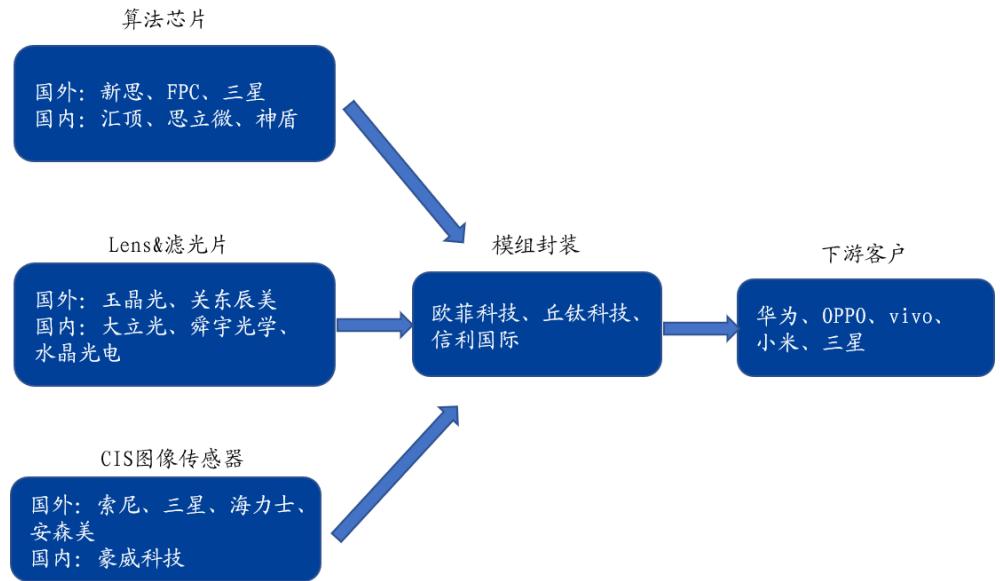 算法芯片
国外：新思、FPC、三星
国内：汇顶、思立微、神盾
Lens&滤光片
国外：玉晶光、关东辰美
国内：大立光、舜宇光学、
水晶光电
CIS图像传感器
国外：索尼、三星、海力士、
安森美
国内：豪威科技
模组封装
欧菲科技、丘钛科技、
信利国际
下游客户
华为、OPPO、vivo、
小米、三星